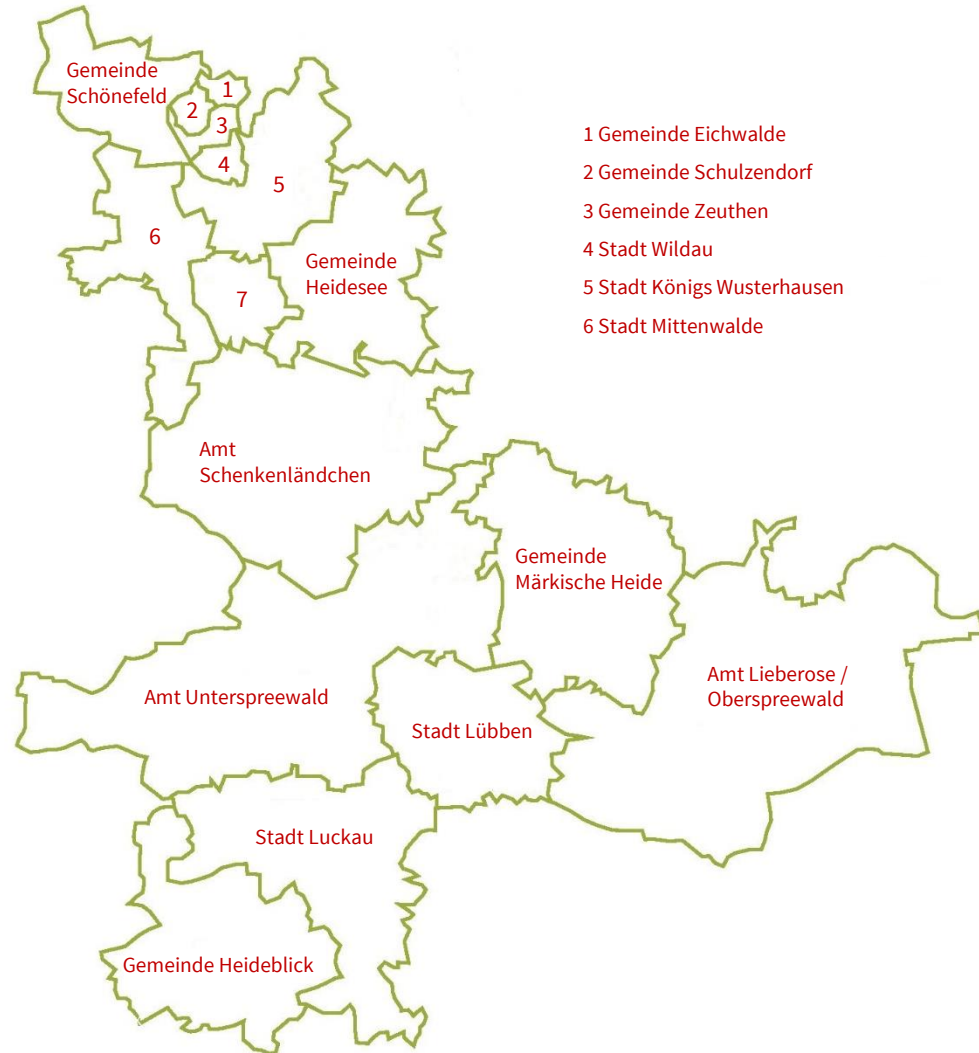 Gemeinde
Schönefeld
1
2
3
4
5
6
7
Gemeinde
Heidesee
1 Gemeinde Eichwalde
2 Gemeinde Schulzendorf
3 Gemeinde Zeuthen
4 Stadt Wildau
5 Stadt Königs Wusterhausen
6 Stadt Mittenwalde
Amt
Schenkenländchen
Gemeinde
Märkische Heide
Amt Unterspreewald
Stadt Lübben
Amt Lieberose /
Oberspreewald
Stadt Luckau
Gemeinde Heideblick